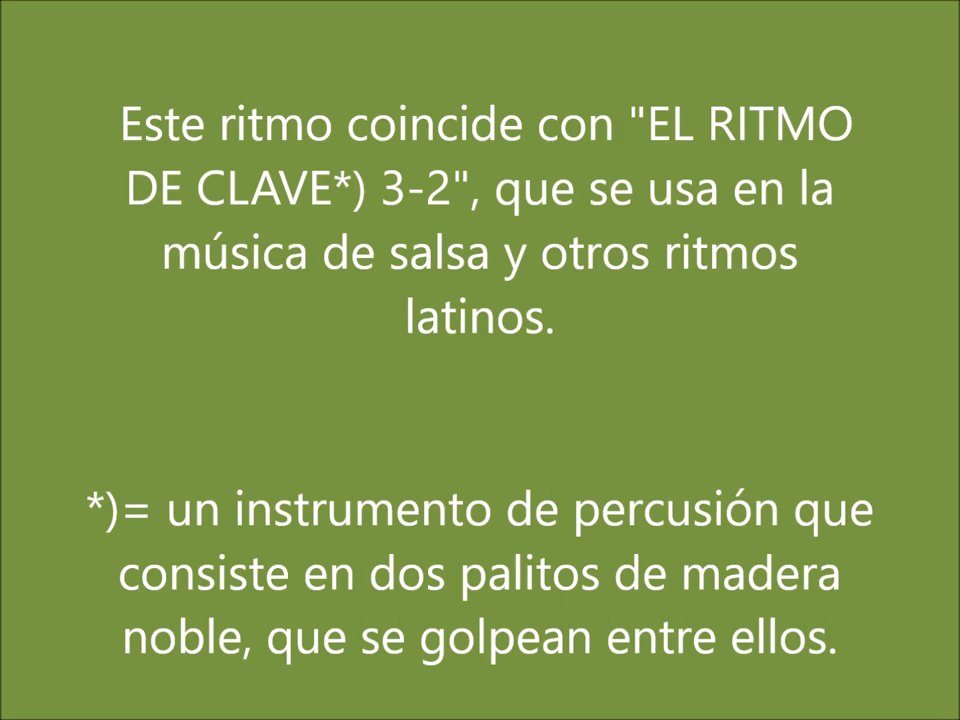 Este ritmo coincide con "EL RITMO
DE CLAVE*) 3-2", que se usa en la
música de salsa y otros ritmos
latinos.
*)= un instrumento de percusión que
consiste en dos palitos de madera
noble, que se golpean entre ellos.